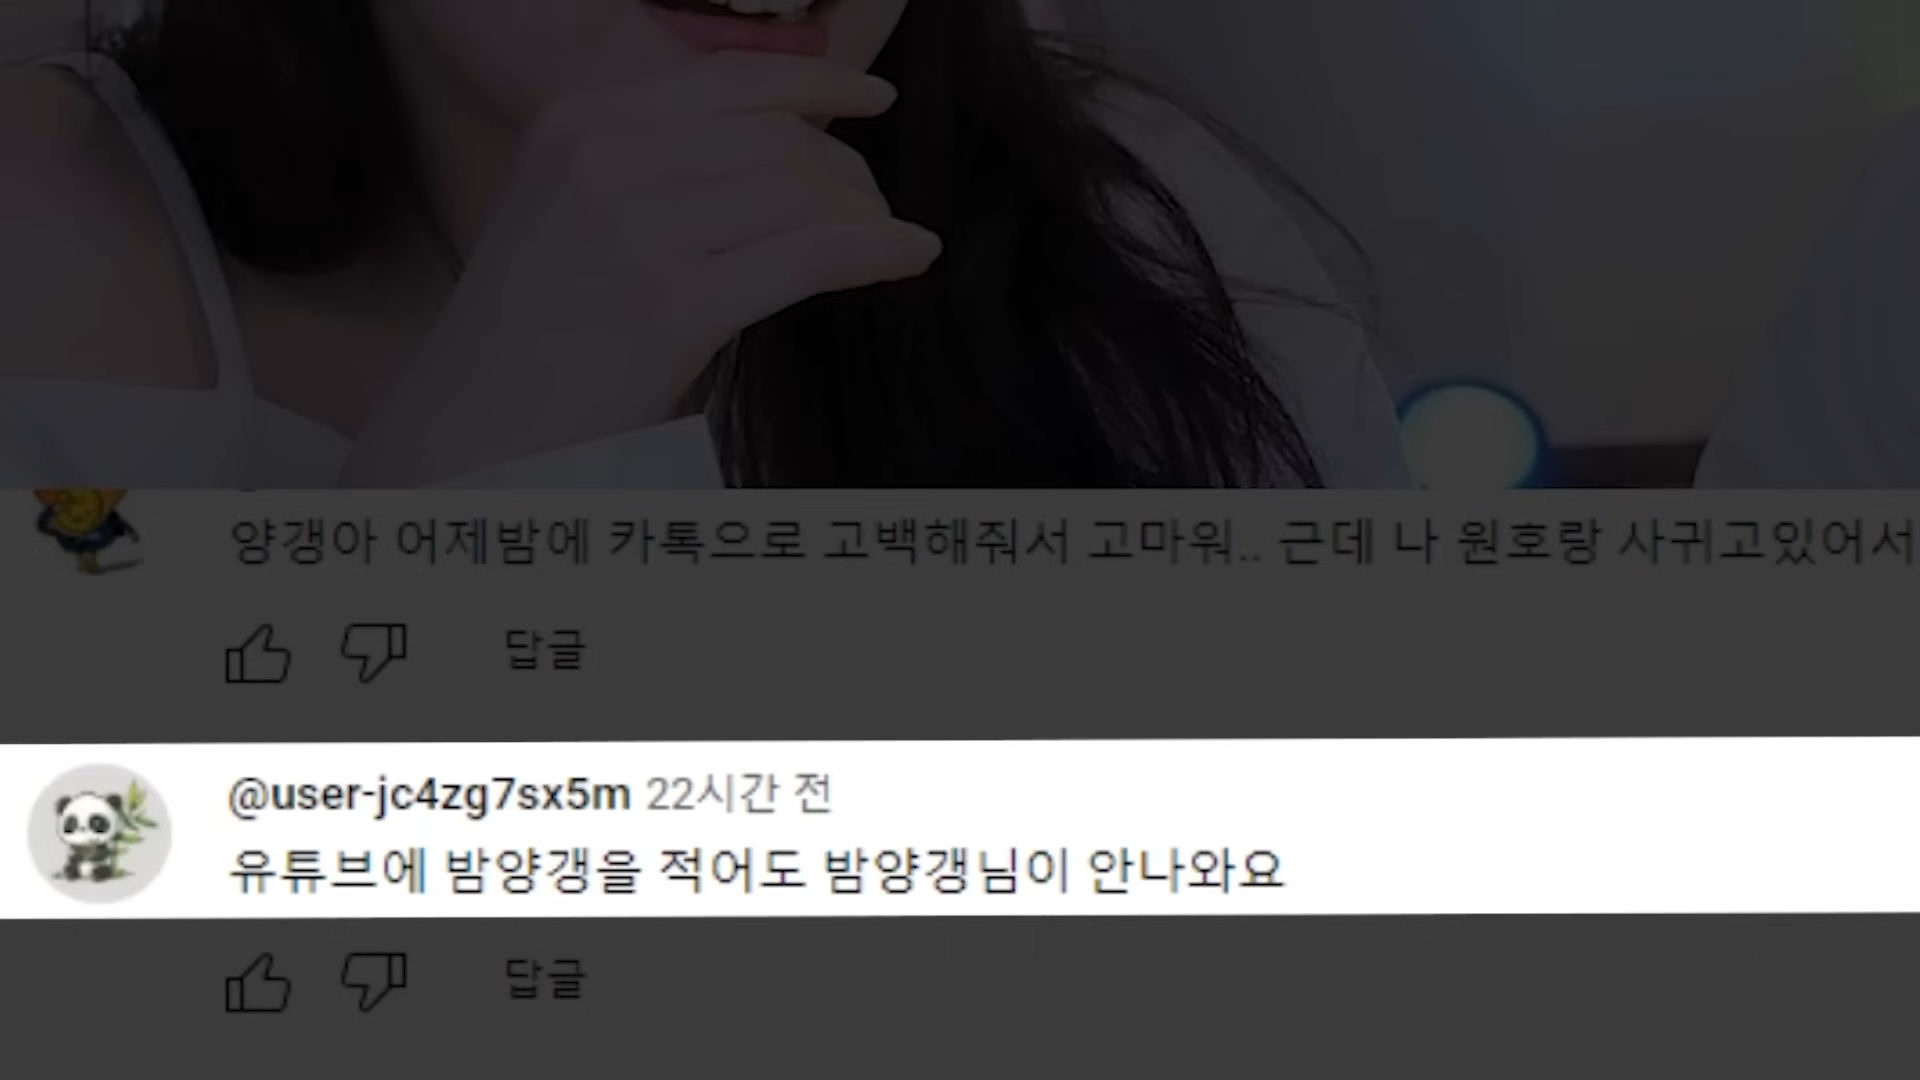 양갱아 어제밤에 카톡으로 고백해줘서 고마워.. 근데 나 원호랑 사귀고있어서
답글
@user-jc4zg7sx5m 22시간 전
유튜브에 밤양갱을 적어도 밤양갱님이 안나와요
답글